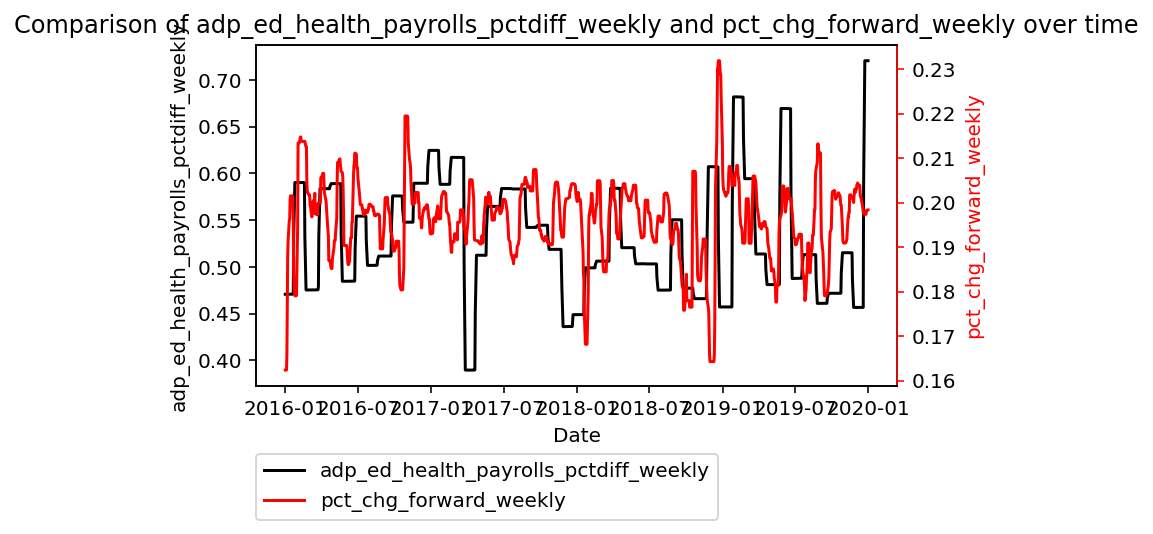 Comparison of adp_ed_health_payrolls_pctdiff_weekly and pct_chg_forward_weekly over time
adp_ed_health_payrolls_pctdiff_weekly
0.70
0.65
0.60
0.55
0.50
0.45
0.40
0.23
0.22
0.21
0.20
0.19
0.18
0.17
0.16
pct_chg_forward_weekly
2016-01 2016-07 2017-01 2017-07 2018-01 2018-07 2019-01 2019-07 2020-01
Date
adp_ed_health_payrolls_pctdiff_weekly
pct_chg_forward_weekly